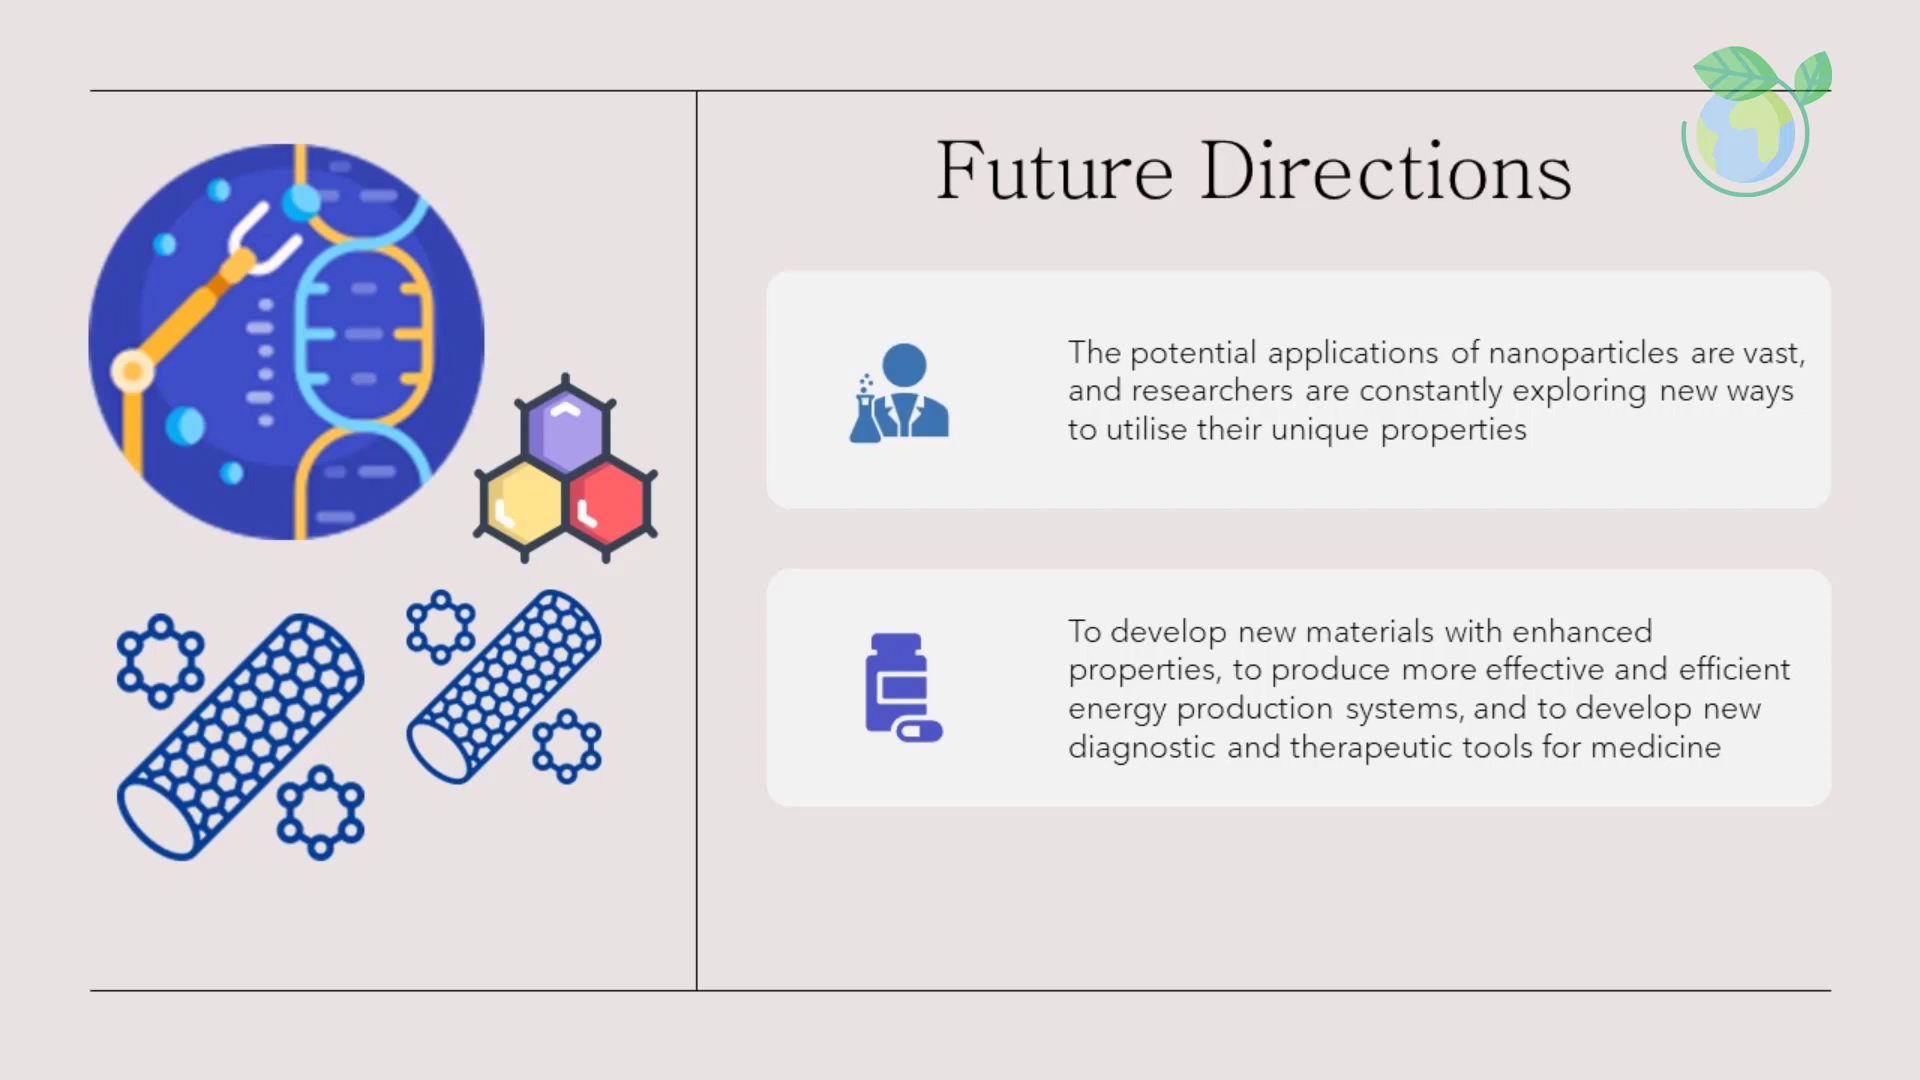 Future Directions
The potential applications of nanoparticles are vast,
and researchers are constantly exploring new ways
to utilise their unique properties
To develop new materials with enhanced
properties, to produce more effective and efficient
energy production systems, and to develop new
diagnostic and therapeutic tools for medicine